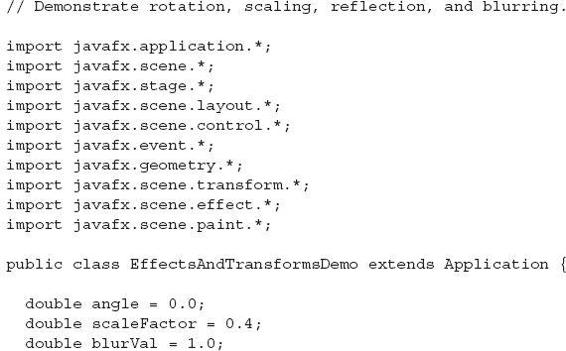 // Demonstrate rotation, scaling, reflection, and blurring.
import javafx.application.*;
import javafx.scene.*;
import javafx.stage.*;
import javafx.scene.layout.*;
import javafx.scene.control.*;
import javafx.event.*;
import javafx.geometry.*;
import javafx.scene.transform.*;
import javafx.scene.effect.*;
import javafx.scene.paint.*;
public class EffectsAndTransformsDemo extends Application {
double angle = 0.0;
double scaleFactor = 0.4;
double blurVal = 1.0;